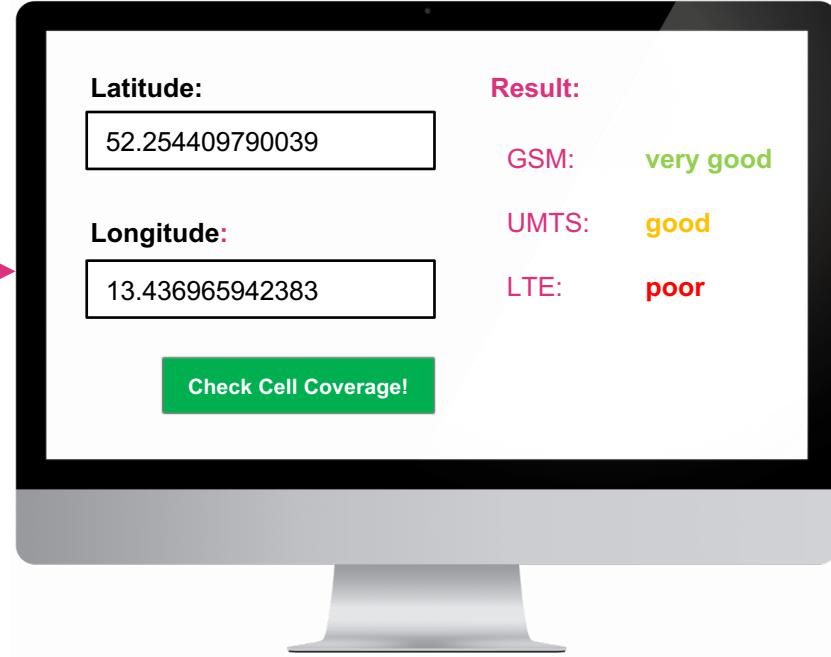 Latitude:
52.254409790039
Longitude:
13.436965942383
Check Cell Coverage!
Result:
GSM: very good
UMTS: good
LTE: poor